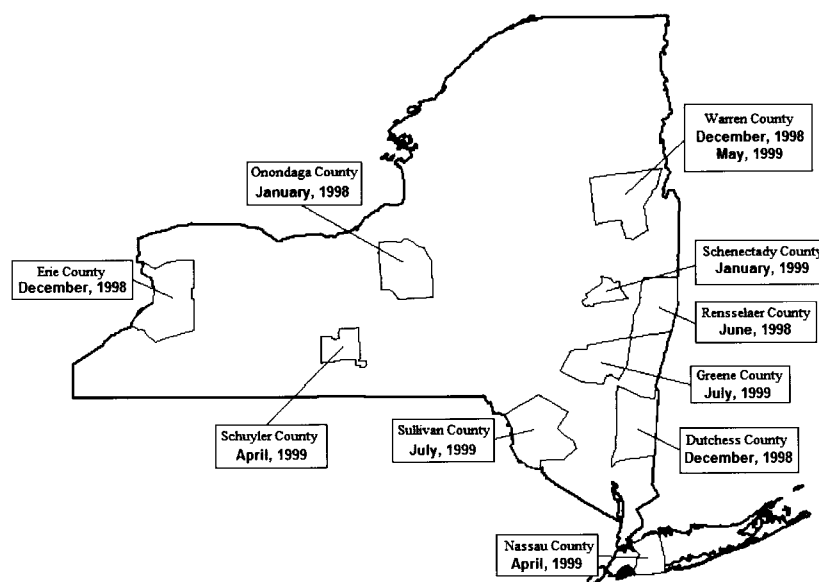 Warren County
December, 1998
May, 1999
Onondaga County
January, 1998
Schenectady County
January, 1999
Erie County
December, 1998
Rensselaer County
June, 1998
Greene County
July, 1999
Schuyler County
April, 1999
Sullivan County
July, 1999
Dutchess County
December, 1998
Nassau County
April, 1999